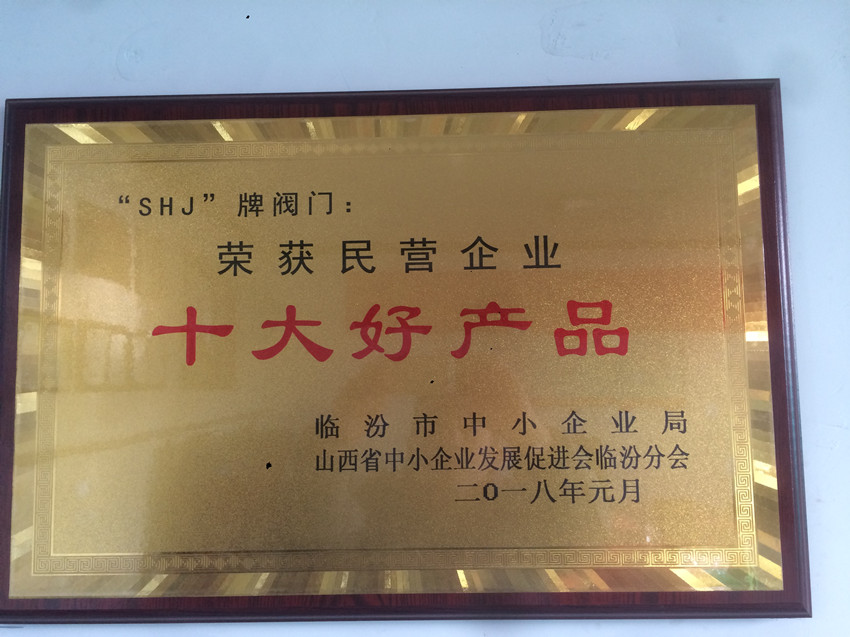 “SHJ”牌阀门：
荣获民营企业
十大好产品
临汾市中小企业局
山西省中小企业发展促进会临汾分会
二0一八年元月